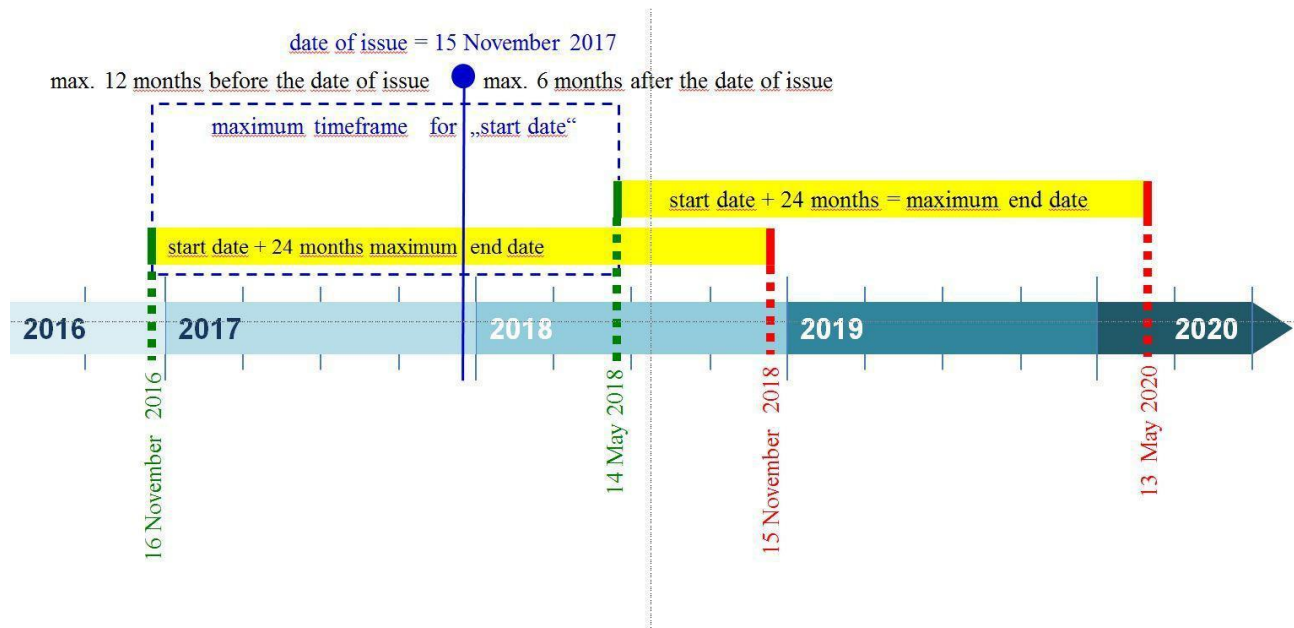 date of issue = 15 November 2017
max. 12 months before the date of issue
max. 6 months after the date of issue
maximum timeframe for „start date“
start date + 24 months = maximum end date
start date + 24 months maximum end date
2016
2017
2018
2019
2020
16 November 2016
14 May 2018
15 November 2018
13 May 2020